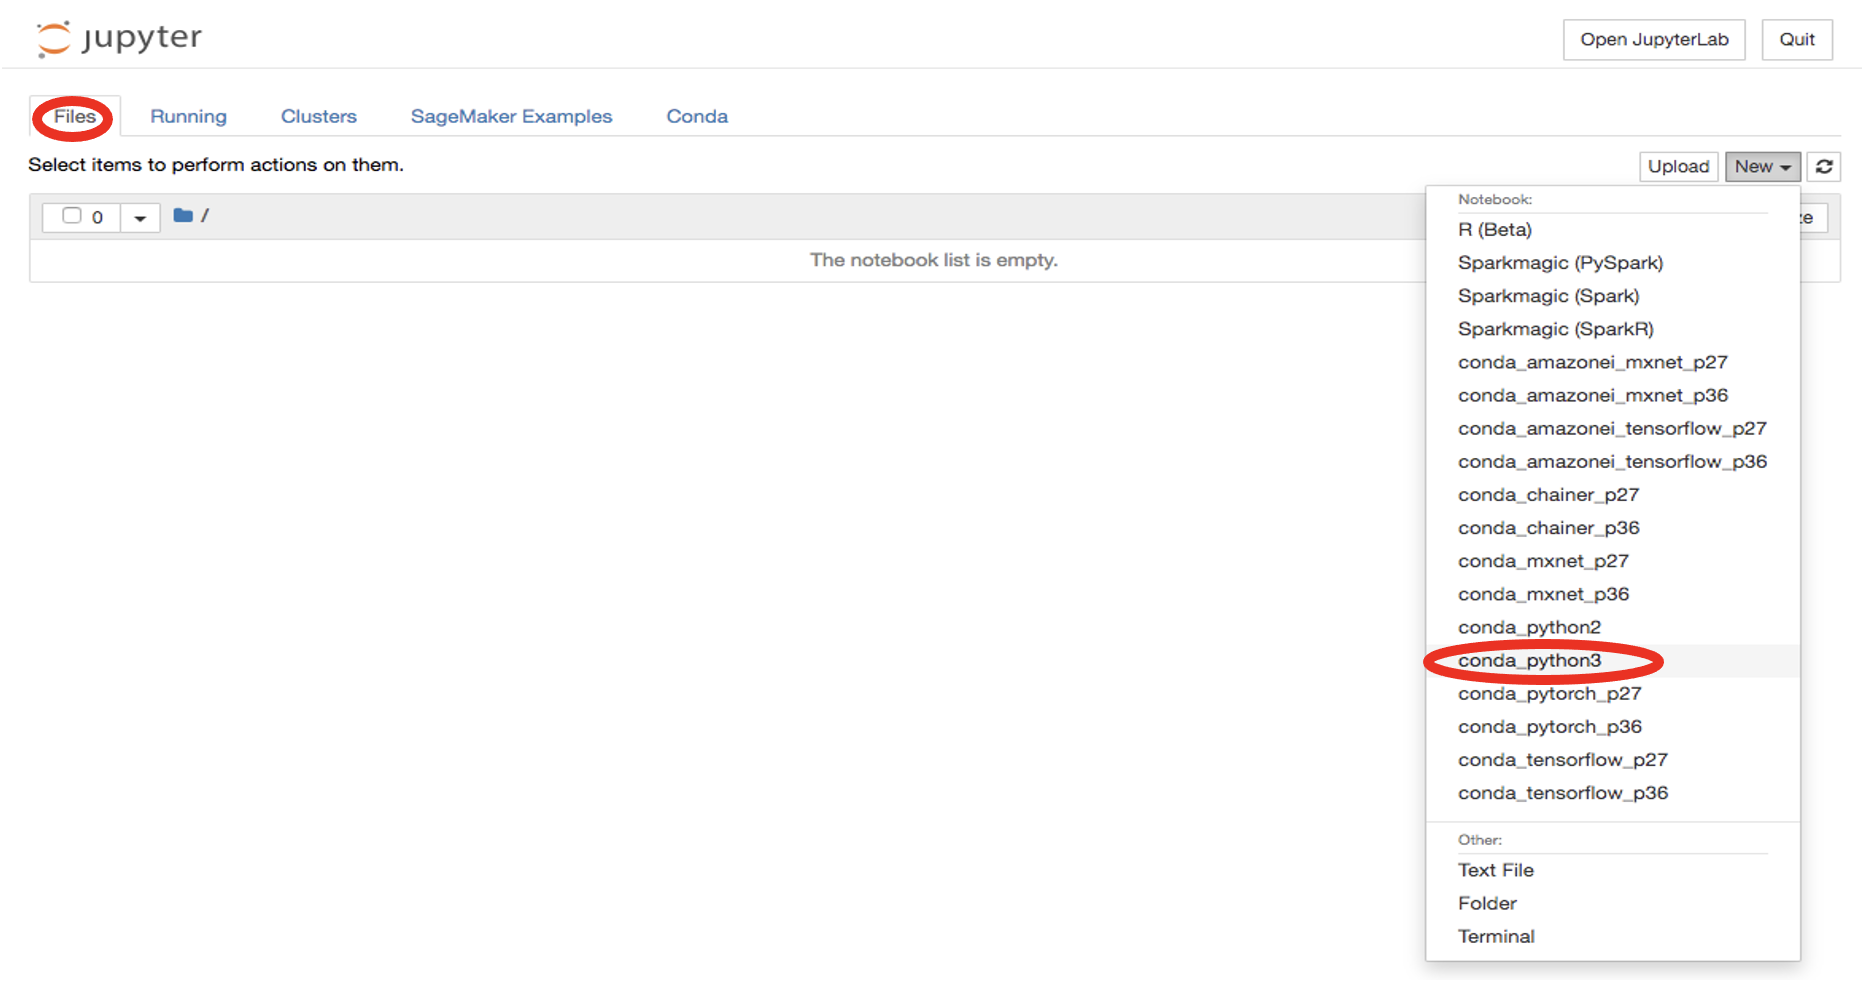 jupyter
Open JupyterLab
Quit
Files
Running
Clusters
SageMaker Examples
Conda
Select items to perform actions on them.
Upload
New
0
/
The notebook list is empty.
Notebook:
R (Beta)
Sparkmagic (PySpark)
Sparkmagic (Spark)
Sparkmagic (SparkR)
conda_amazonei_mxnet_p27
conda_amazonei_mxnet_p36
conda_amazonei_tensorflow_p27
conda_amazonei_tensorflow_p36
conda_chainer_p27
conda_chainer_p36
conda_mxnet_p27
conda_mxnet_p36
conda_python2
conda_python3
conda_pytorch_p27
conda_pytorch_p36
conda_tensorflow_p27
conda_tensorflow_p36
Other:
Text File
Folder
Terminal